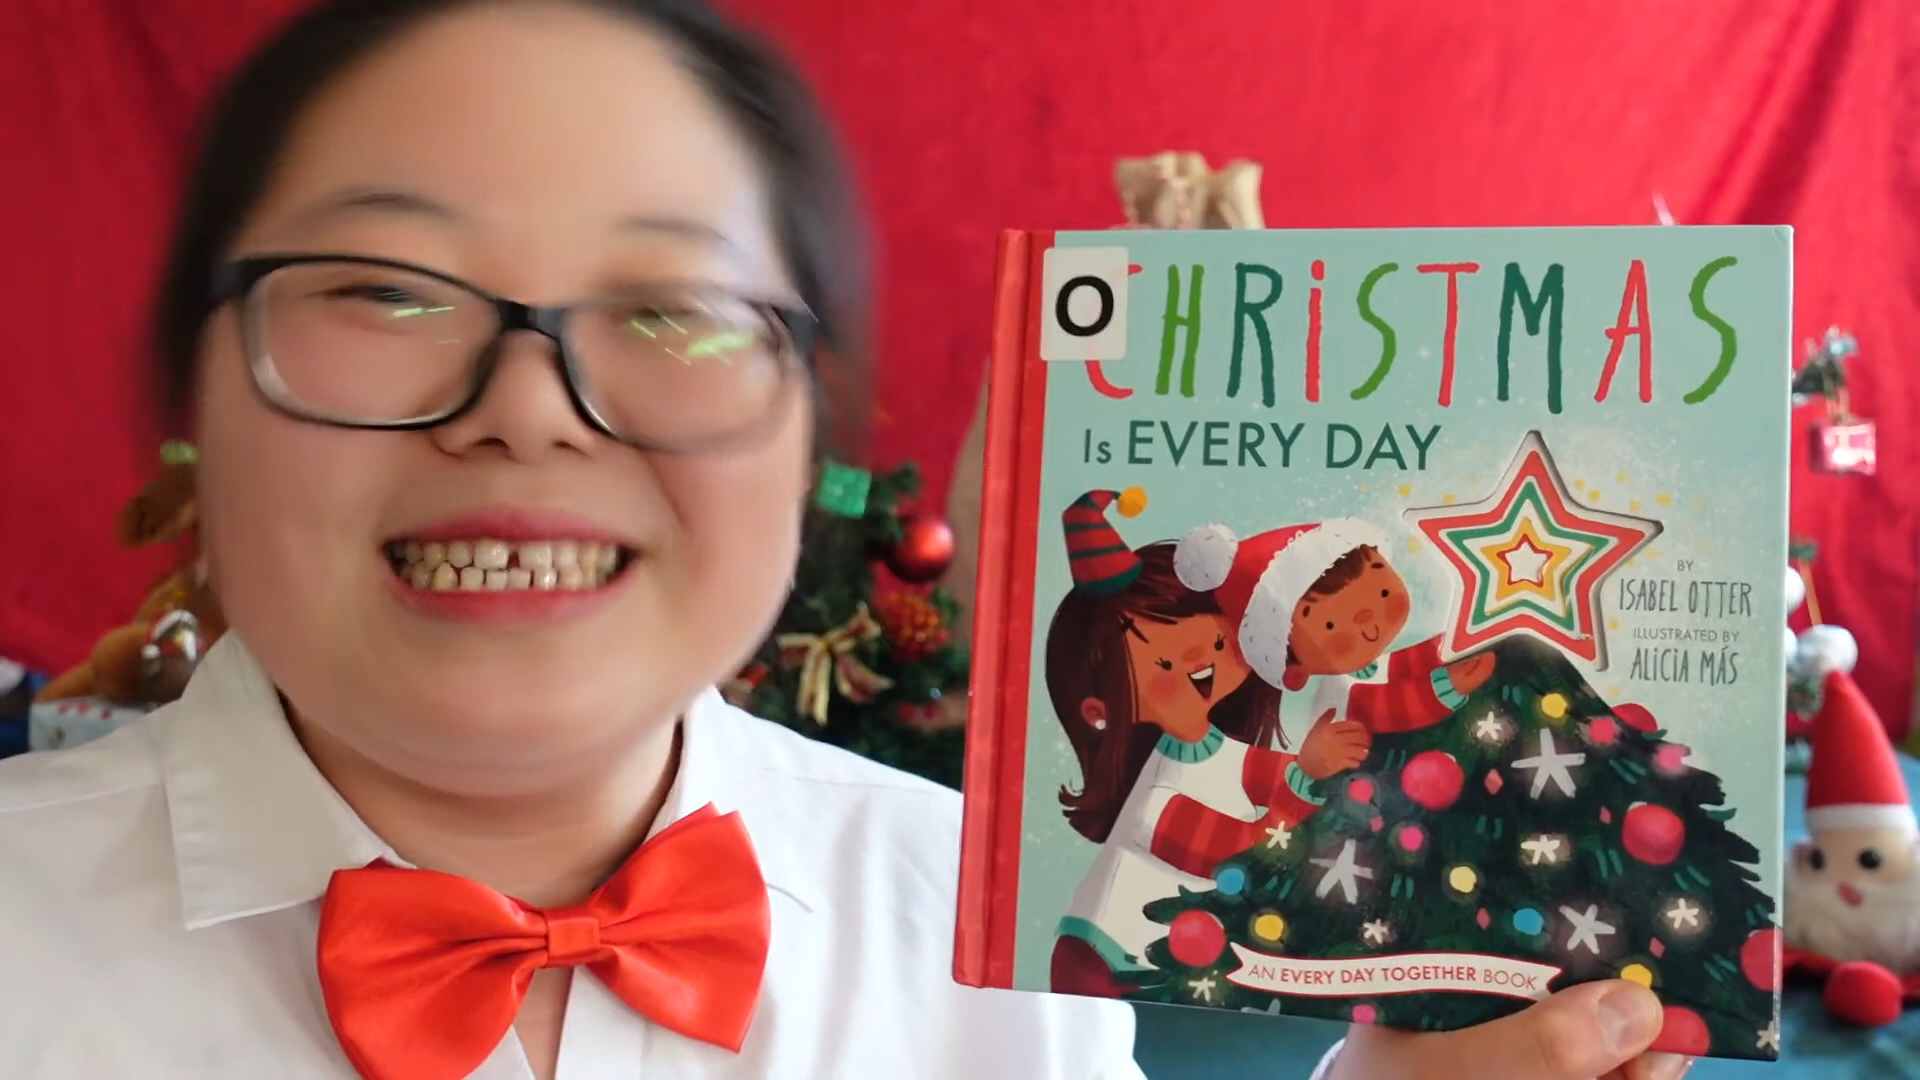 O
CHRISTMAS
Is EVERY DAY
BY
ISABEL OTTER
ILLUSTRATED BY
ALICIA MÁS
AN EVERY DAY TOGETHER BOOK